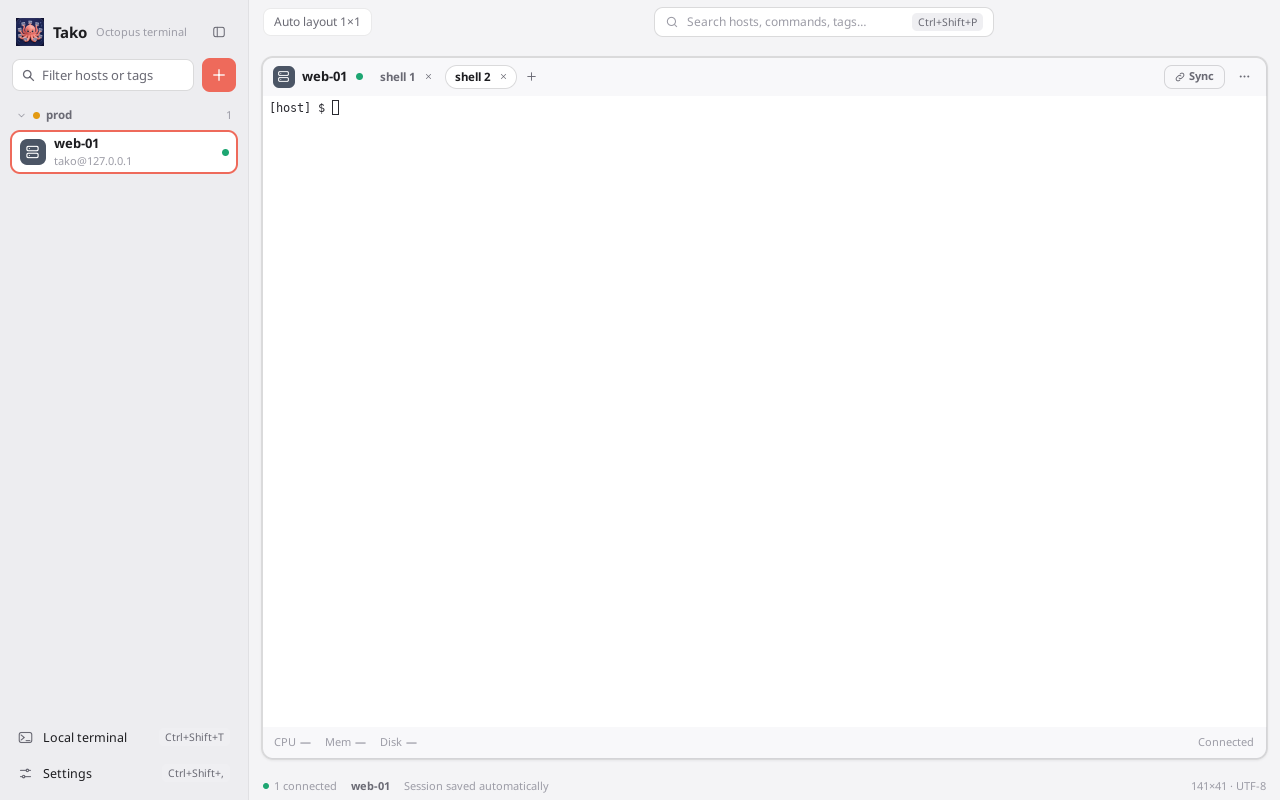 Tako Octopus terminal
Filter hosts or tags
prod 1
web-01
tako@127.0.0.1
Local terminal Ctrl+Shift+T
Settings Ctrl+Shift+,
Auto layout 1×1
Search hosts, commands, tags... Ctrl+Shift+P
web-01 shell 1 × shell 2 × + Sync ···
[host] $
CPU — Mem — Disk — Connected
1 connected web-01 Session saved automatically 141×41 · UTF-8